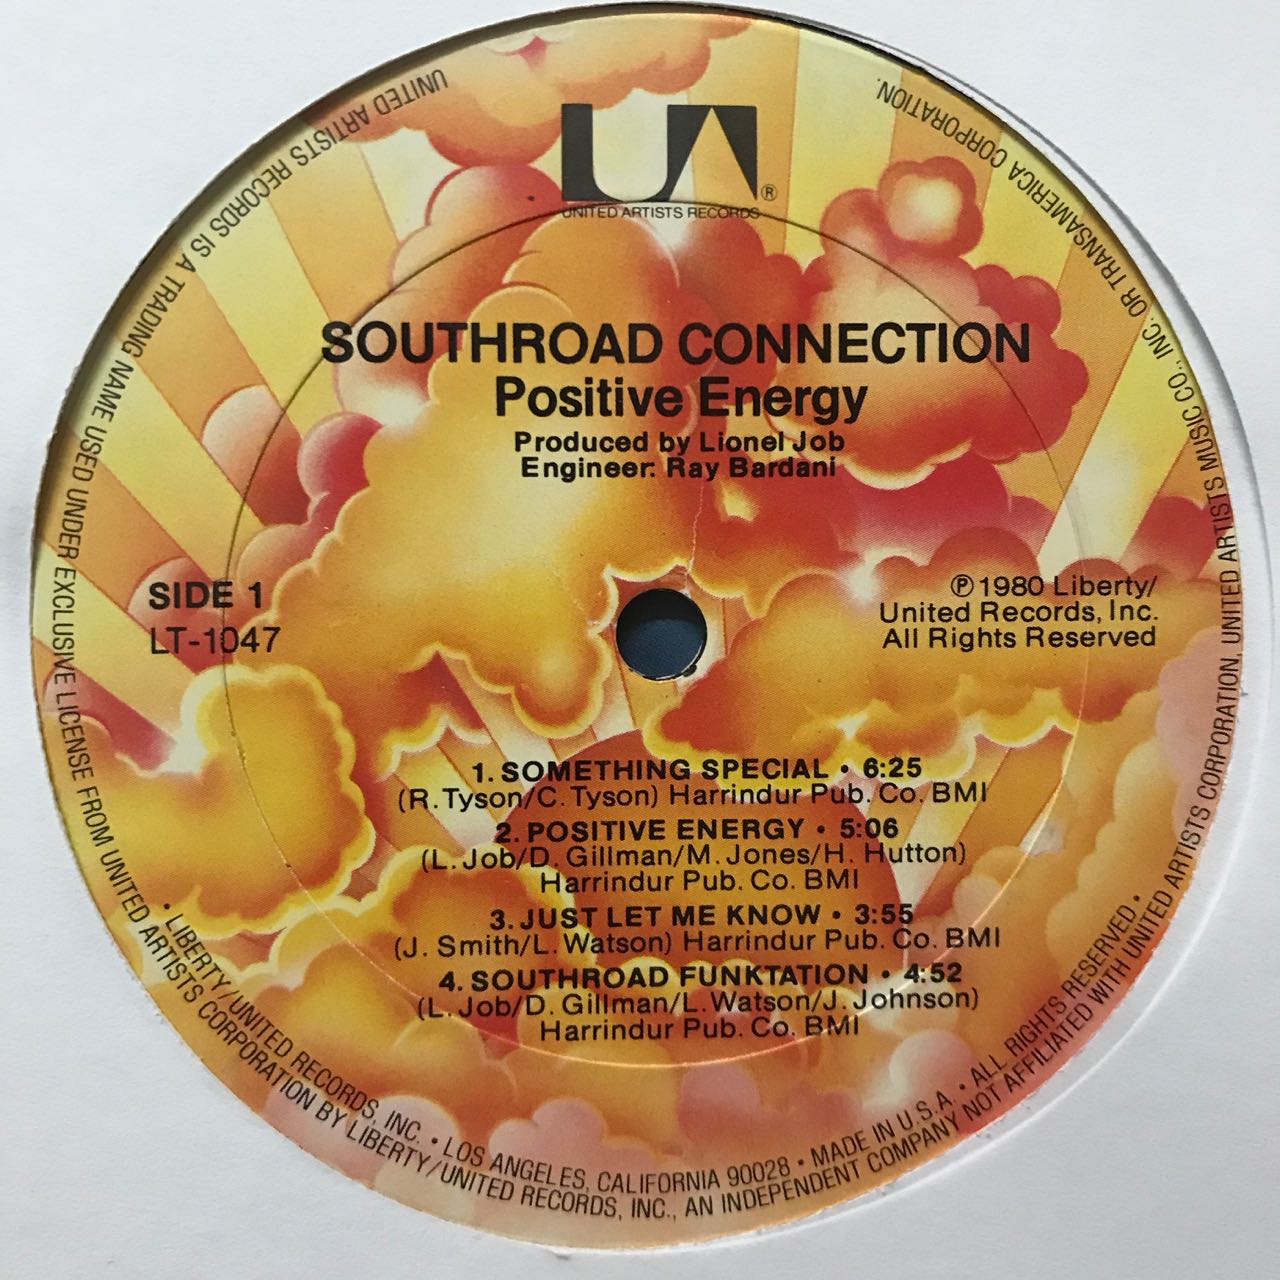 UA®
UNITED ARTISTS RECORDS
SOUTHROAD CONNECTION
Positive Energy
Produced by Lionel Job
Engineer: Ray Bardani
SIDE 1
LT-1047
℗ 1980 Liberty/
United Records, Inc.
All Rights Reserved
1. SOMETHING SPECIAL • 6:25
(R. Tyson/C. Tyson) Harrindur Pub. Co. BMI
2. POSITIVE ENERGY • 5:06
(L. Job/D. Gillman/M. Jones/H. Hutton)
Harrindur Pub. Co. BMI
3. JUST LET ME KNOW • 3:55
(J. Smith/L. Watson) Harrindur Pub. Co. BMI
4. SOUTHROAD FUNKTATION • 4:52
(L. Job/D. Gillman/L. Watson/J. Johnson)
Harrindur Pub. Co. BMI
• LIBERTY/UNITED RECORDS, INC. • LOS ANGELES, CALIFORNIA 90028 • MADE IN U.S.A. • ALL RIGHTS RESERVED •
UNITED ARTISTS RECORDS IS A TRADING NAME USED UNDER EXCLUSIVE LICENSE FROM UNITED ARTISTS CORPORATION BY LIBERTY/UNITED RECORDS, INC., AN INDEPENDENT COMPANY NOT AFFILIATED WITH UNITED ARTISTS CORPORATION, UNITED ARTISTS MUSIC CO., INC. OR TRANSAMERICA CORPORATION.